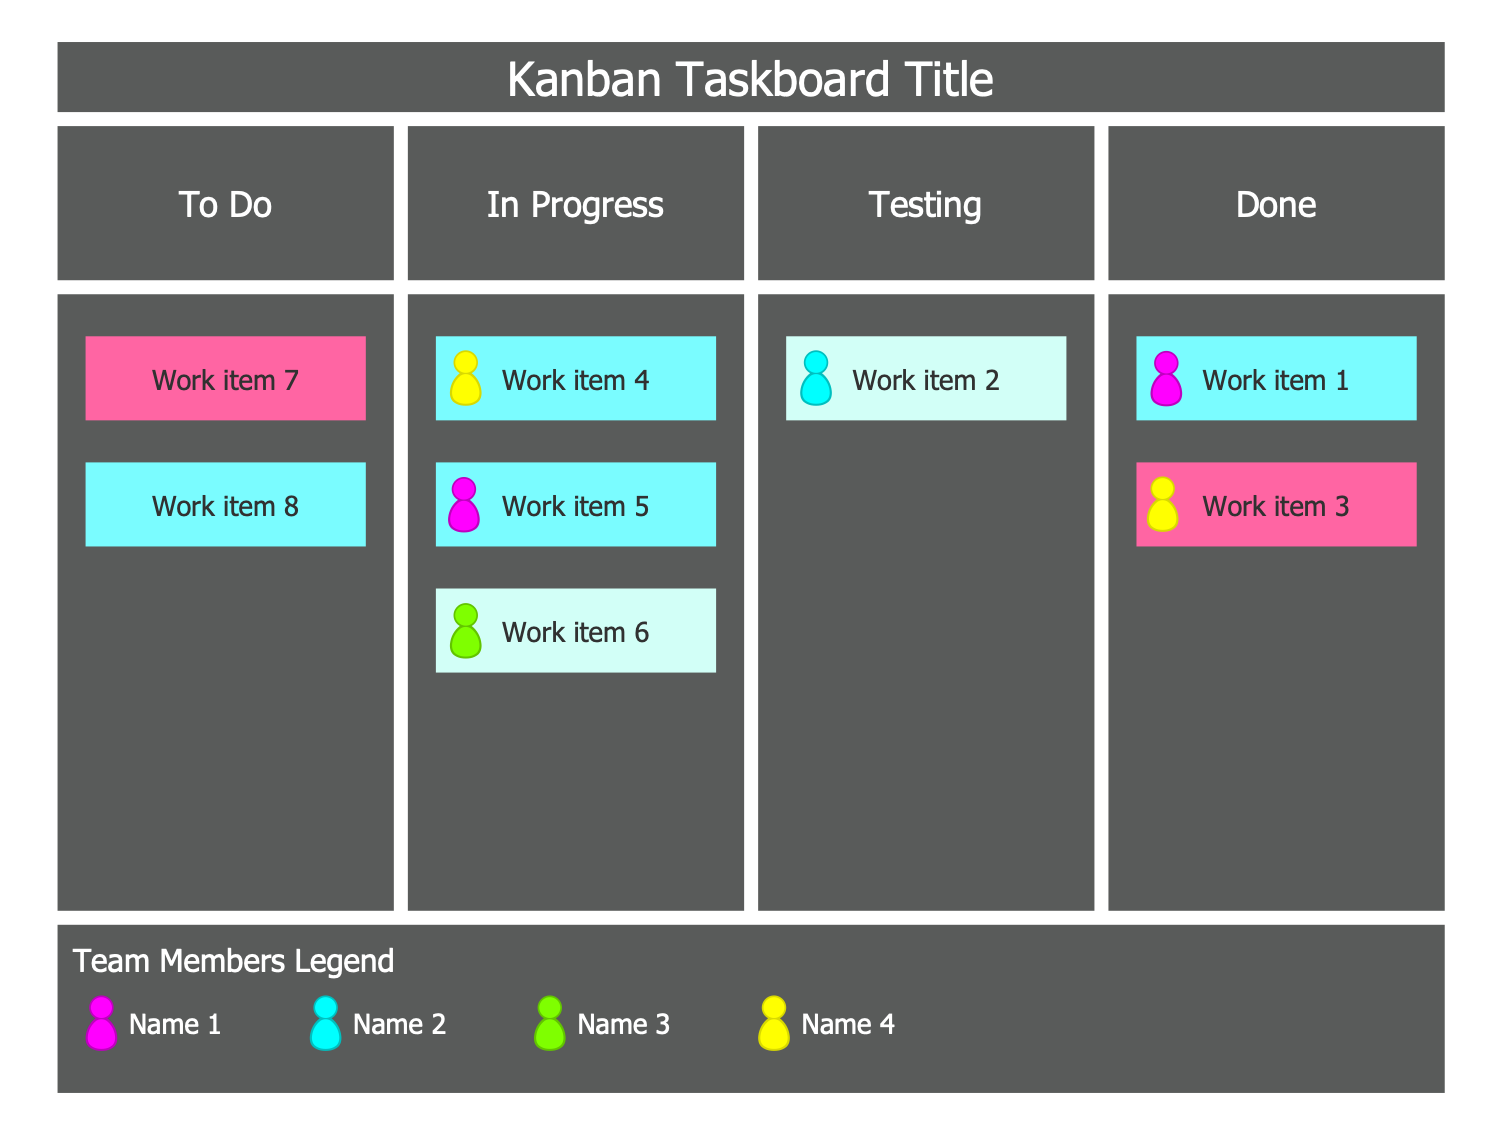 Kanban Taskboard Title
To Do
In Progress
Testing
Done
Work item 7
Work item 8
Work item 4
Work item 5
Work item 6
Work item 2
Work item 1
Work item 3
Team Members Legend
Name 1
Name 2
Name 3
Name 4